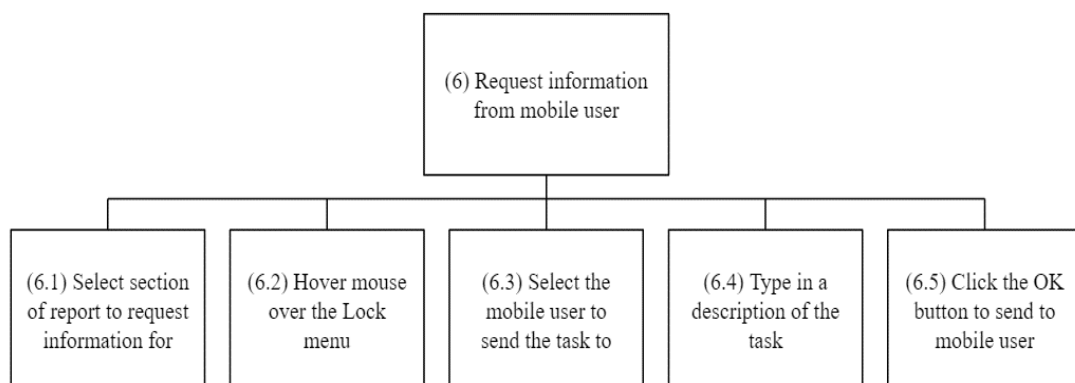 (6) Request information
from mobile user
(6.1) Select section
of report to request
information for
(6.2) Hover mouse
over the Lock
menu
(6.3) Select the
mobile user to
send the task to
(6.4) Type in a
description of the
task
(6.5) Click the OK
button to send to
mobile user